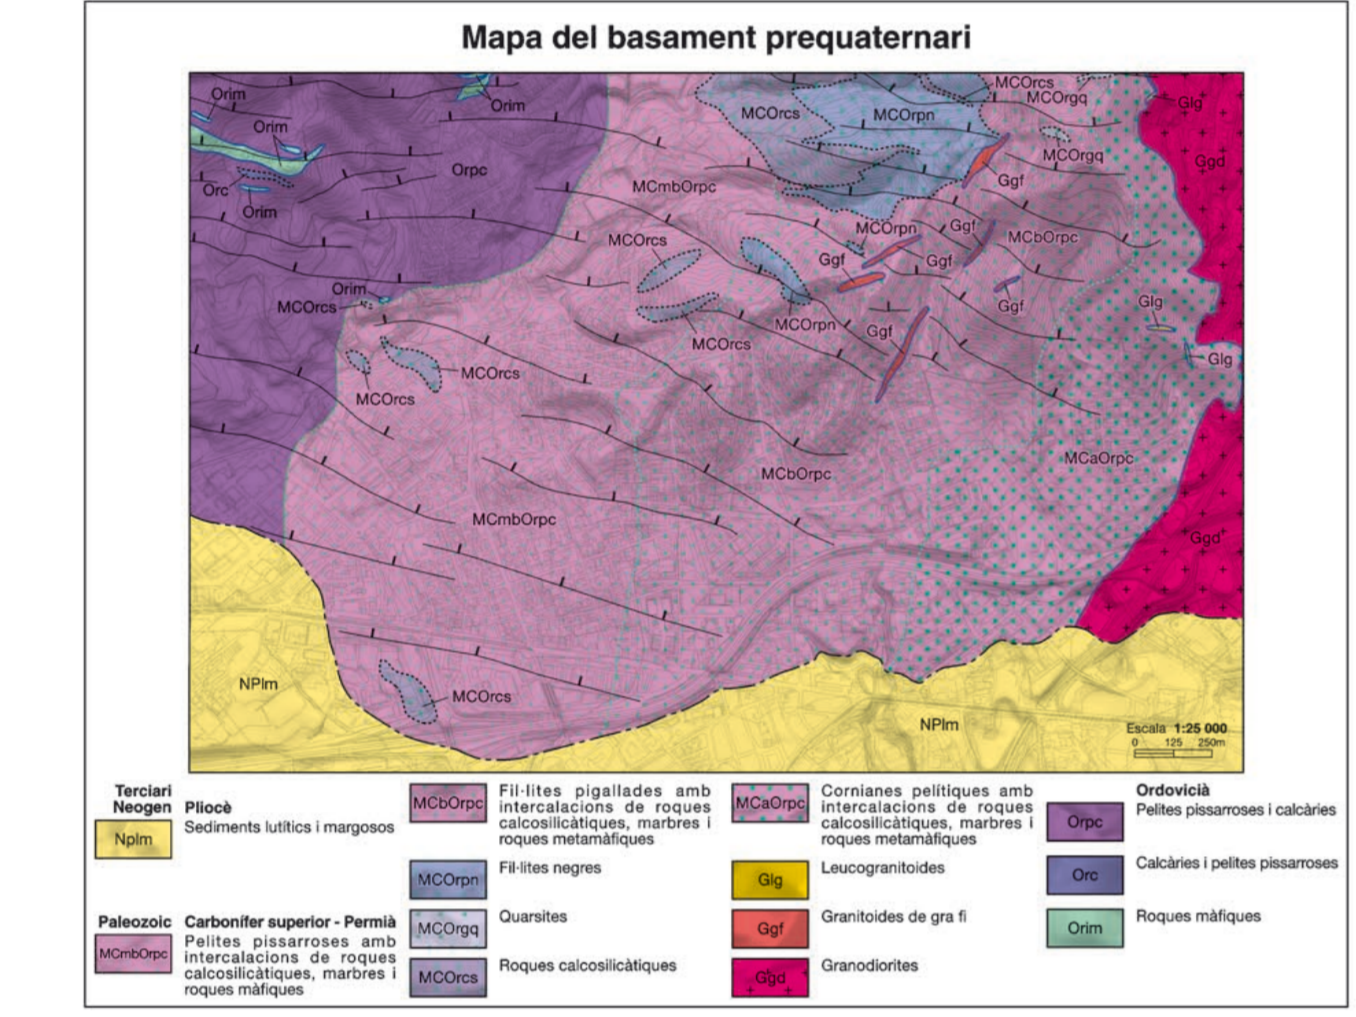 Mapa del basament prequaternari
Orim
Orim
Orim
Orc
Orim
Orpc
MCmbOrpc
MCOrcs
MCOrpn
MCOrcs
MCOrgq
MCOrgq
Glg
Ggd
Ggf
MCOrcs
MCOrpn
Ggf
Ggf
Ggf
MCbOrpc
Orim
MCOrcs
MCOrpn
MCOrcs
Ggf
Ggf
Glg
Glg
MCOrcs
MCOrcs
MCbOrpc
MCaOrpc
MCmbOrpc
Ggd
NPlm
MCOrcs
NPlm
Escala 1:25 000
0 125 250m
Terciari
Neogen
Pliocè
Nplm
Sediments lutítics i margosos
Paleozoic
Carbonífer superior - Permià
MCmbOrpc
Pelites pissarroses amb
intercalacions de roques
calcosilicàtiques, marbres i
roques màfiques
MCbOrpc
Fil·lites pigallades amb
intercalacions de roques
calcosilicàtiques, marbres i
roques metamàfiques
MCOrpn
Fil·lites negres
MCOrgq
Quarsites
MCOrcs
Roques calcosilicàtiques
MCaOrpc
Cornianes pelítiques amb
intercalacions de roques
calcosilicàtiques, marbres i
roques metamàfiques
Glg
Leucogranitoides
Ggf
Granitoides de gra fi
Ggd
Granodiorites
Ordovicià
Orpc
Pelites pissarroses i calcàries
Orc
Calcàries i pelites pissarroses
Orim
Roques màfiques